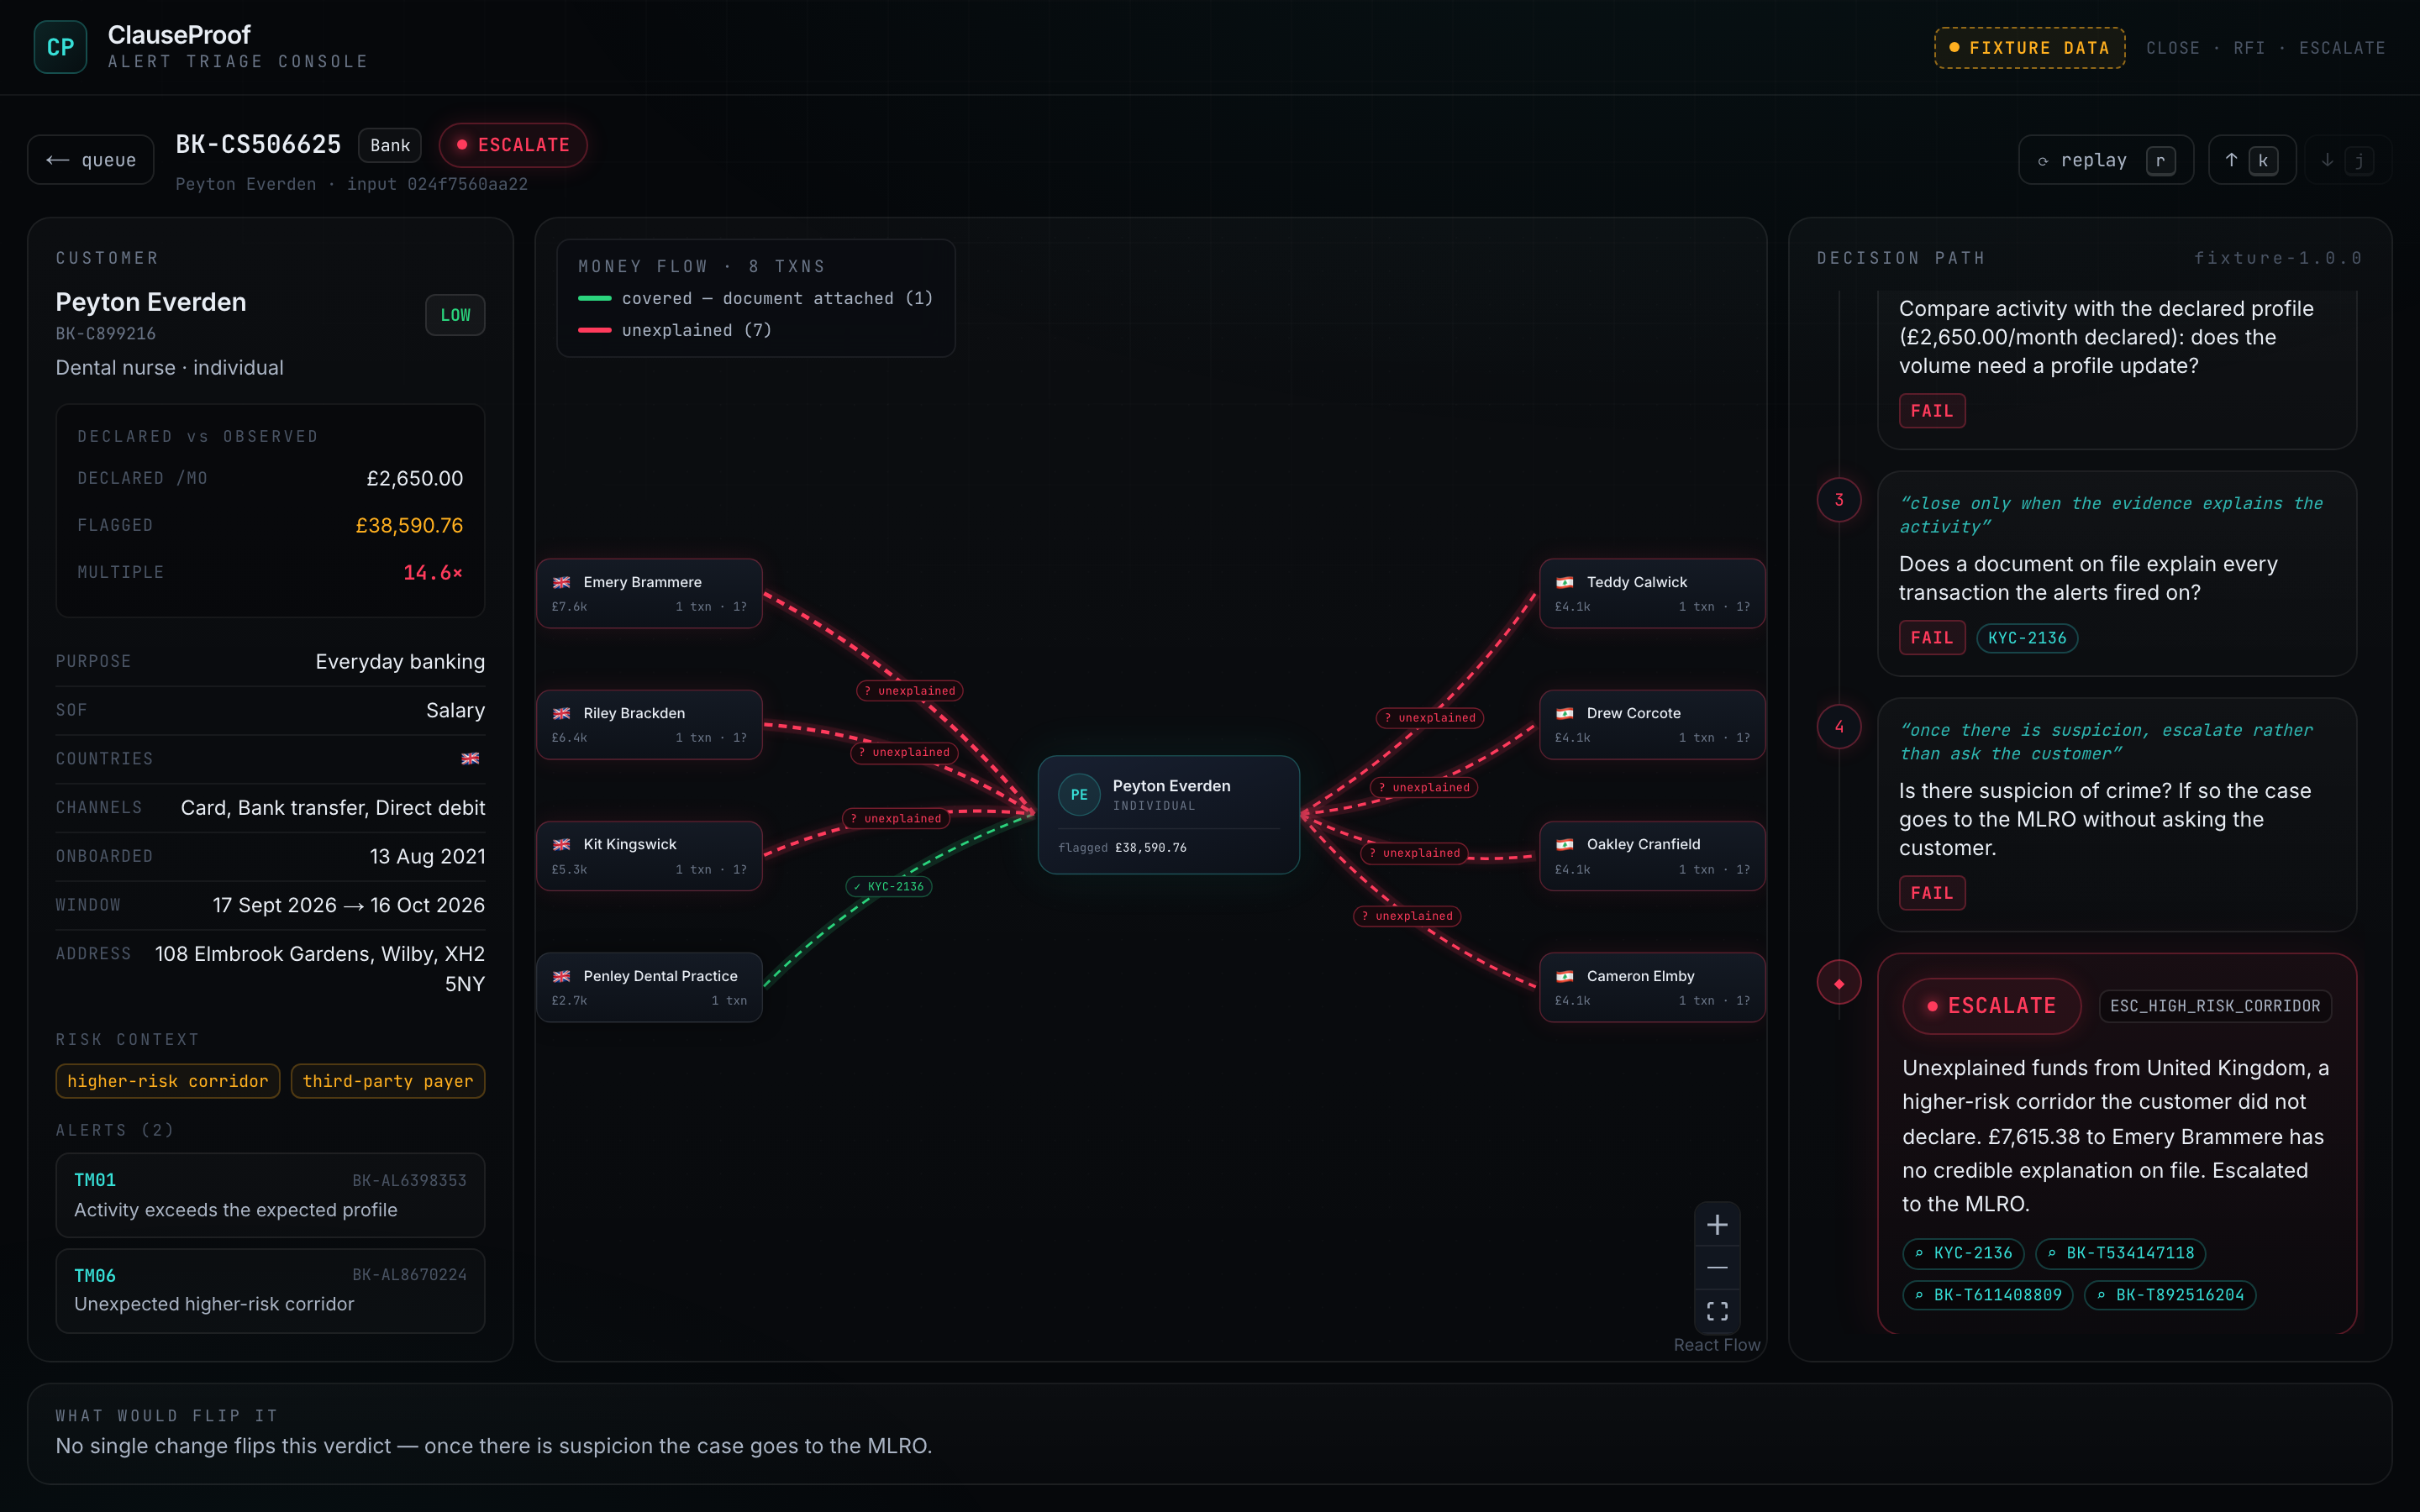 CP
ClauseProof
ALERT TRIAGE CONSOLE
FIXTURE DATA
CLOSE · RFI · ESCALATE
← queue
BK-CS506625
Bank
ESCALATE
Peyton Everden · input 024f7560aa22
⟳ replay r
↑ k
↓ j
CUSTOMER
Peyton Everden
BK-C899216
LOW
Dental nurse · individual
DECLARED vs OBSERVED
DECLARED /MO £2,650.00
FLAGGED £38,590.76
MULTIPLE 14.6×
PURPOSE Everyday banking
SOF Salary
COUNTRIES
CHANNELS Card, Bank transfer, Direct debit
ONBOARDED 13 Aug 2021
WINDOW 17 Sept 2026 → 16 Oct 2026
ADDRESS 108 Elmbrook Gardens, Wilby, XH2
5NY
RISK CONTEXT
higher-risk corridor third-party payer
ALERTS (2)
TM01 BK-AL6398353
Activity exceeds the expected profile
TM06 BK-AL8670224
Unexpected higher-risk corridor
MONEY FLOW · 8 TXNS
covered — document attached (1)
unexplained (7)
Emery Brammere
£7.6k 1 txn · 1?
Riley Brackden
£6.4k 1 txn · 1?
Kit Kingswick
£5.3k 1 txn · 1?
Penley Dental Practice
£2.7k 1 txn
? unexplained
? unexplained
? unexplained
✓ KYC-2136
PE
Peyton Everden
INDIVIDUAL
flagged £38,590.76
? unexplained
? unexplained
? unexplained
? unexplained
Teddy Calwick
£4.1k 1 txn · 1?
Drew Corcote
£4.1k 1 txn · 1?
Oakley Cranfield
£4.1k 1 txn · 1?
Cameron Elmby
£4.1k 1 txn · 1?
React Flow
DECISION PATH
fixture-1.0.0
Compare activity with the declared profile
(£2,650.00/month declared): does the
volume need a profile update?
FAIL
3
“close only when the evidence explains the
activity”
Does a document on file explain every
transaction the alerts fired on?
FAIL KYC-2136
4
“once there is suspicion, escalate rather
than ask the customer”
Is there suspicion of crime? If so the case
goes to the MLRO without asking the
customer.
FAIL
ESCALATE ESC_HIGH_RISK_CORRIDOR
Unexplained funds from United Kingdom, a
higher-risk corridor the customer did not
declare. £7,615.38 to Emery Brammere has
no credible explanation on file. Escalated
to the MLRO.
KYC-2136 BK-T534147118
BK-T611408809 BK-T892516204
WHAT WOULD FLIP IT
No single change flips this verdict — once there is suspicion the case goes to the MLRO.